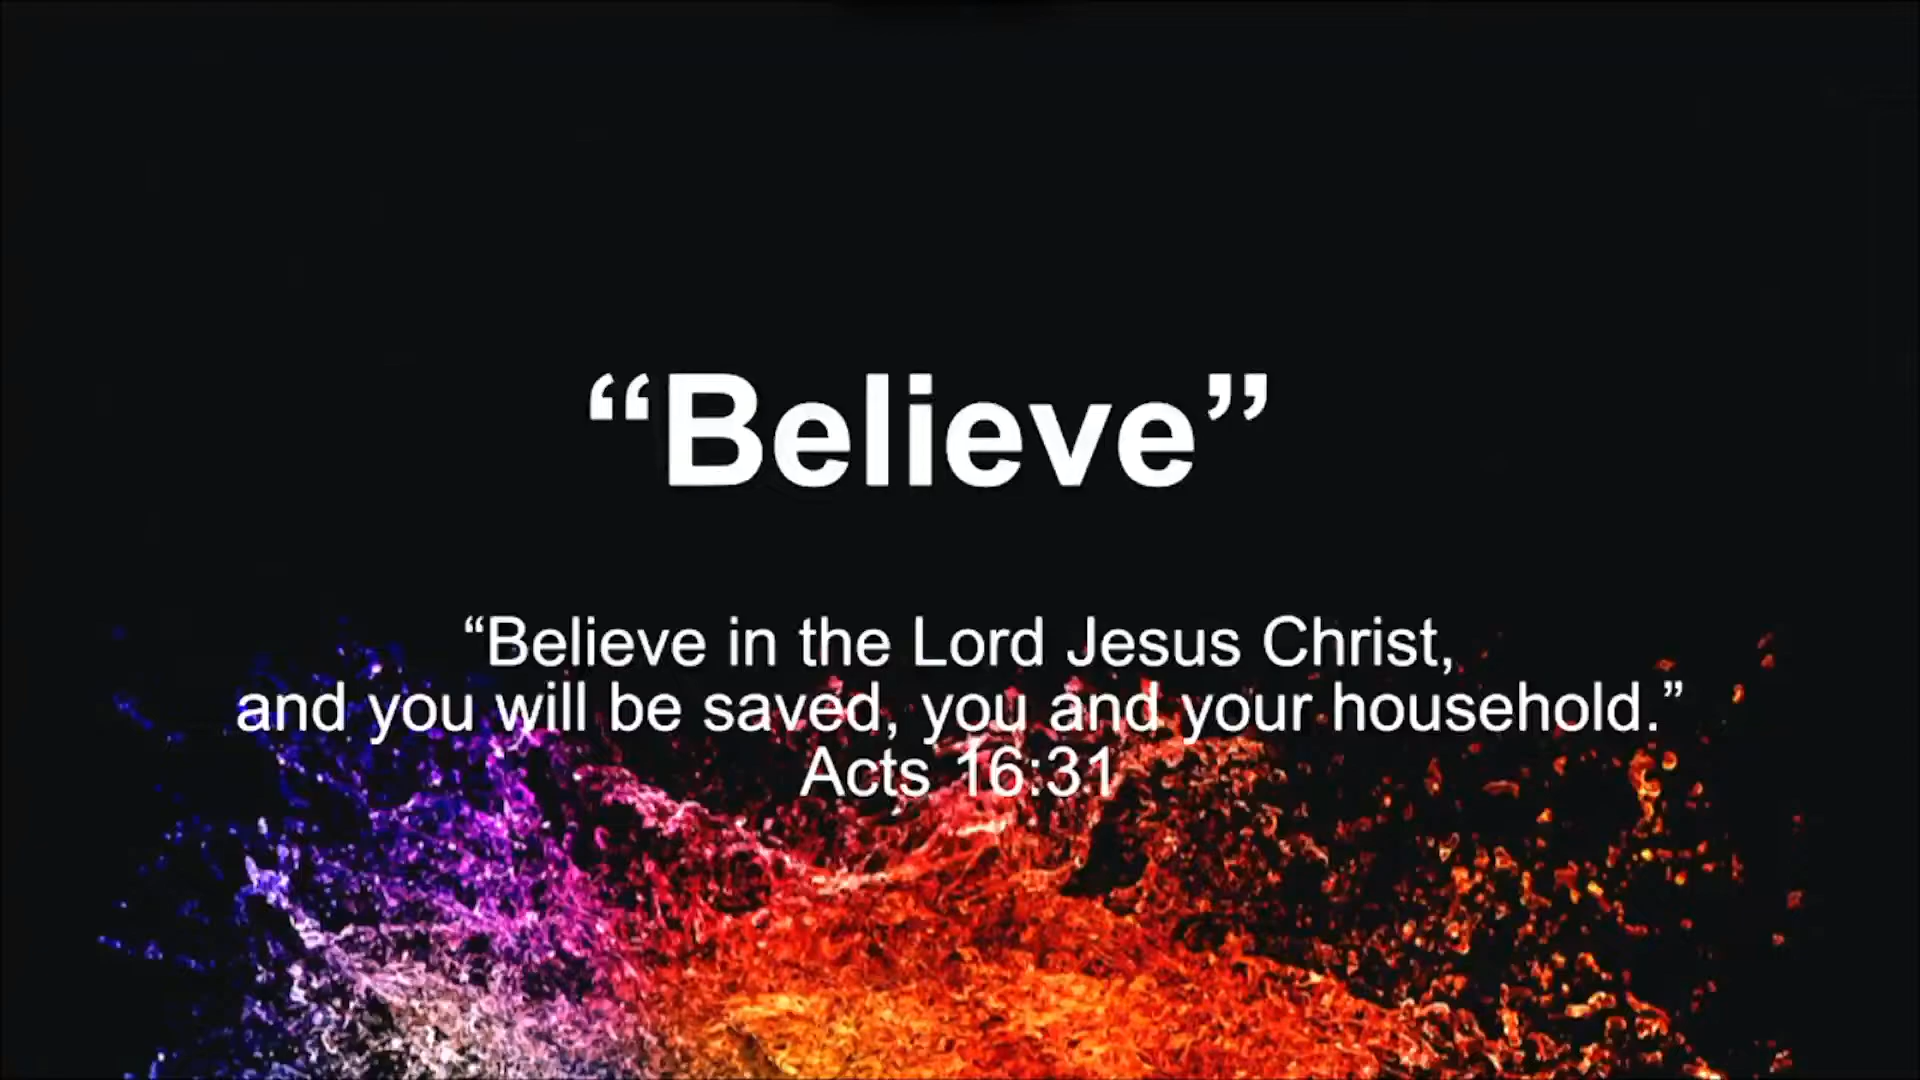 “Believe”
“Believe in the Lord Jesus Christ,
and you will be saved, you and your household.”
Acts 16:31